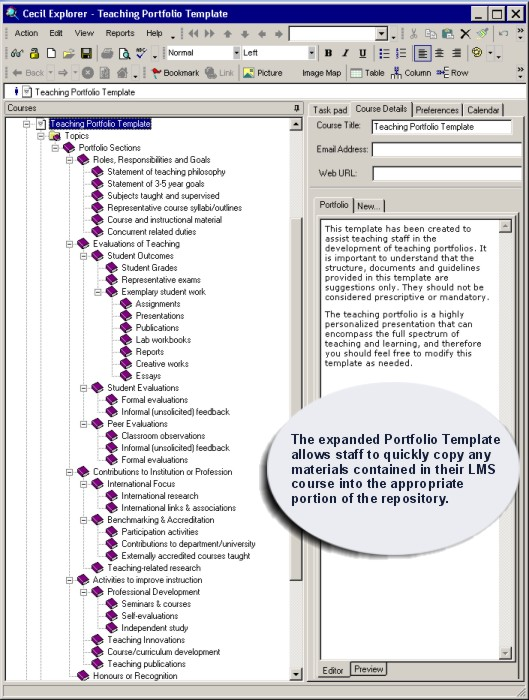 Cecil Explorer - Teaching Portfolio Template
Action Edit View Reports Help
Normal Left B I U
Back Bookmark Link Picture Image Map Table Column Row
Teaching Portfolio Template
Courses
Teaching Portfolio Template
Topics
Portfolio Sections
Roles, Responsibilities and Goals
Statement of teaching philosophy
Statement of 3-5 year goals
Subjects taught and supervised
Representative course syllabi/outlines
Course and instructional material
Concurrent related duties
Evaluations of Teaching
Student Outcomes
Student Grades
Representative exams
Exemplary student work
Assignments
Presentations
Publications
Lab workbooks
Reports
Creative works
Essays
Student Evaluations
Formal evaluations
Informal (unsolicited) feedback
Peer Evaluations
Classroom observations
Informal (unsolicited) feedback
Formal evaluations
Contributions to Institution or Profession
International Focus
International research
International links & associations
Benchmarking & Accreditation
Participation activities
Contributions to department/university
Externally accredited courses taught
Teaching-related research
Activities to improve instruction
Professional Development
Seminars & courses
Self-evaluations
Independent study
Teaching Innovations
Course/curriculum development
Teaching publications
Honours or Recognition
Task pad Course Details Preferences Calendar
Course Title: Teaching Portfolio Template
Email Address:
Web URL:
Portfolio New...
This template has been created to
assist teaching staff in the
development of teaching portfolios. It
is important to understand that the
structure, documents and guidelines
provided in this template are
suggestions only. They should not be
considered prescriptive or mandatory.
The teaching portfolio is a highly
personalized presentation that can
encompass the full spectrum of
teaching and learning, and therefore
you should feel free to modify this
template as needed.
The expanded Portfolio Template
allows staff to quickly copy any
materials contained in their LMS
course into the appropriate
portion of the repository.
Editor Preview